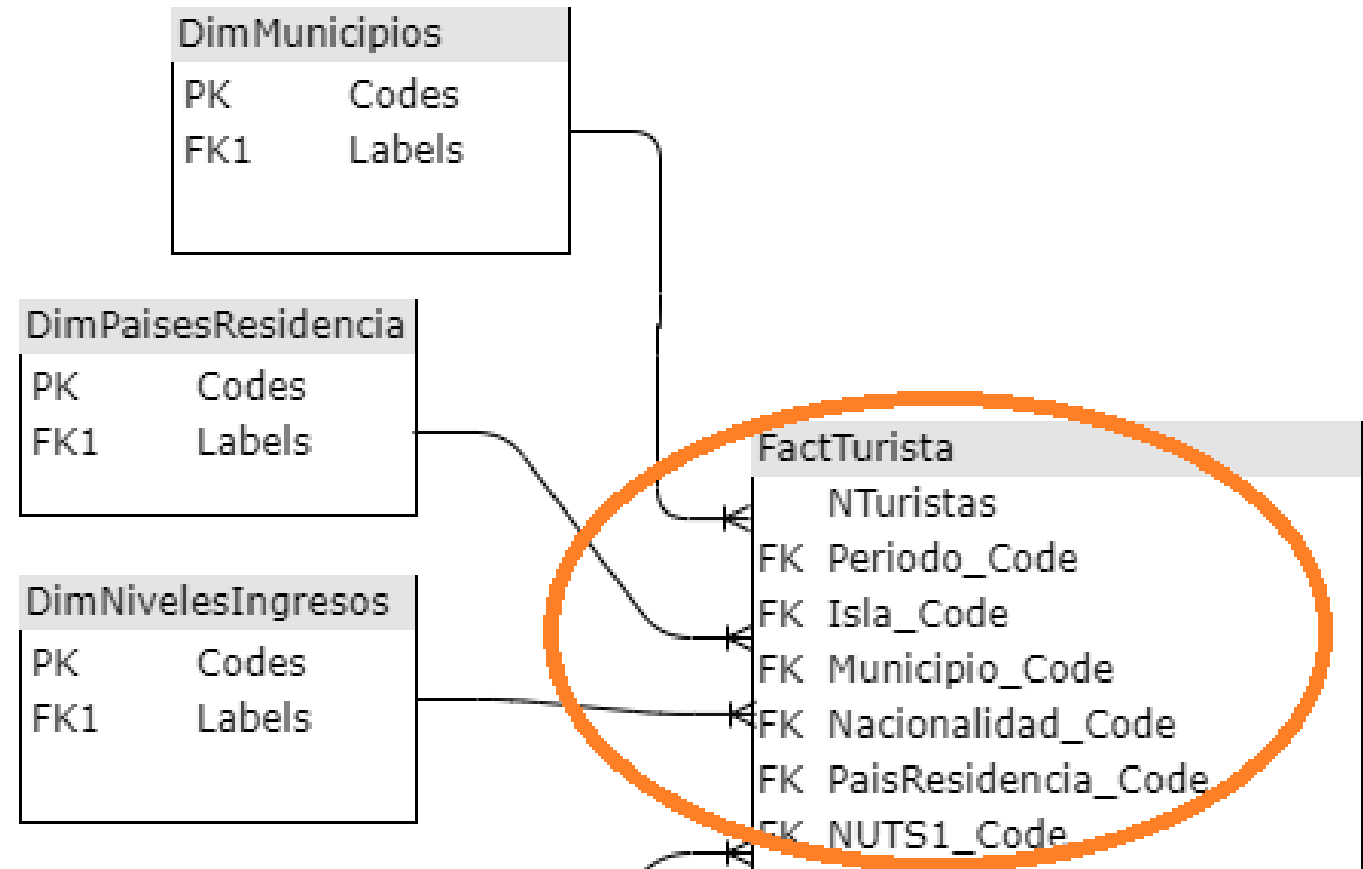 DimMunicipios
PK Codes
FK1 Labels
DimPaisesResidencia
PK Codes
FK1 Labels
DimNivelesIngresos
PK Codes
FK1 Labels
FactTurista
NTuristas
FK Periodo_Code
FK Isla_Code
FK Municipio_Code
FK Nacionalidad_Code
FK PaisResidencia_Code
FK NUTS1_Code